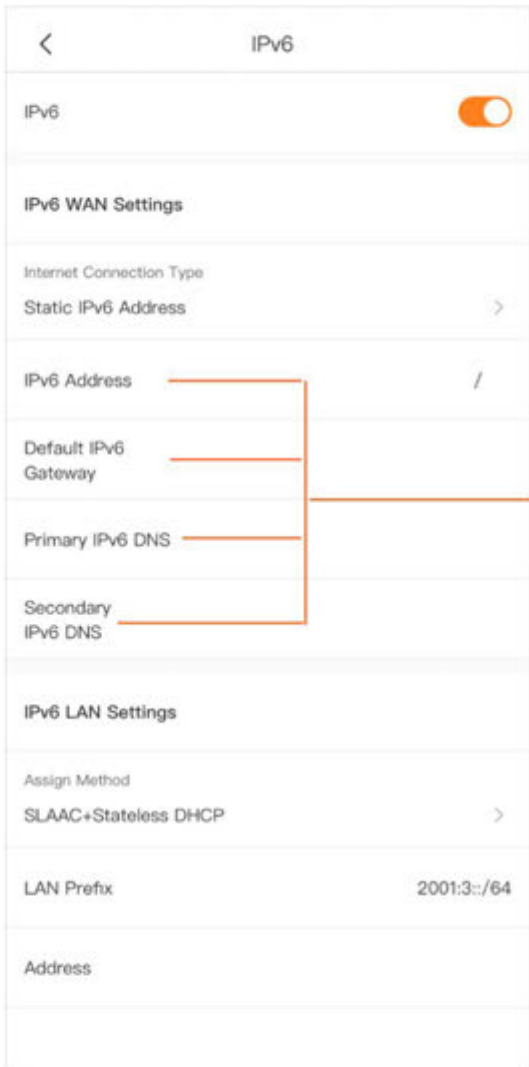 IPv6
IPv6
IPv6 WAN Settings
Internet Connection Type
Static IPv6 Address
IPv6 Address /
Default IPv6
Gateway
Primary IPv6 DNS
Secondary
IPv6 DNS
IPv6 LAN Settings
Assign Method
SLAAC+Stateless DHCP
LAN Prefix 2001:3::/64
Address